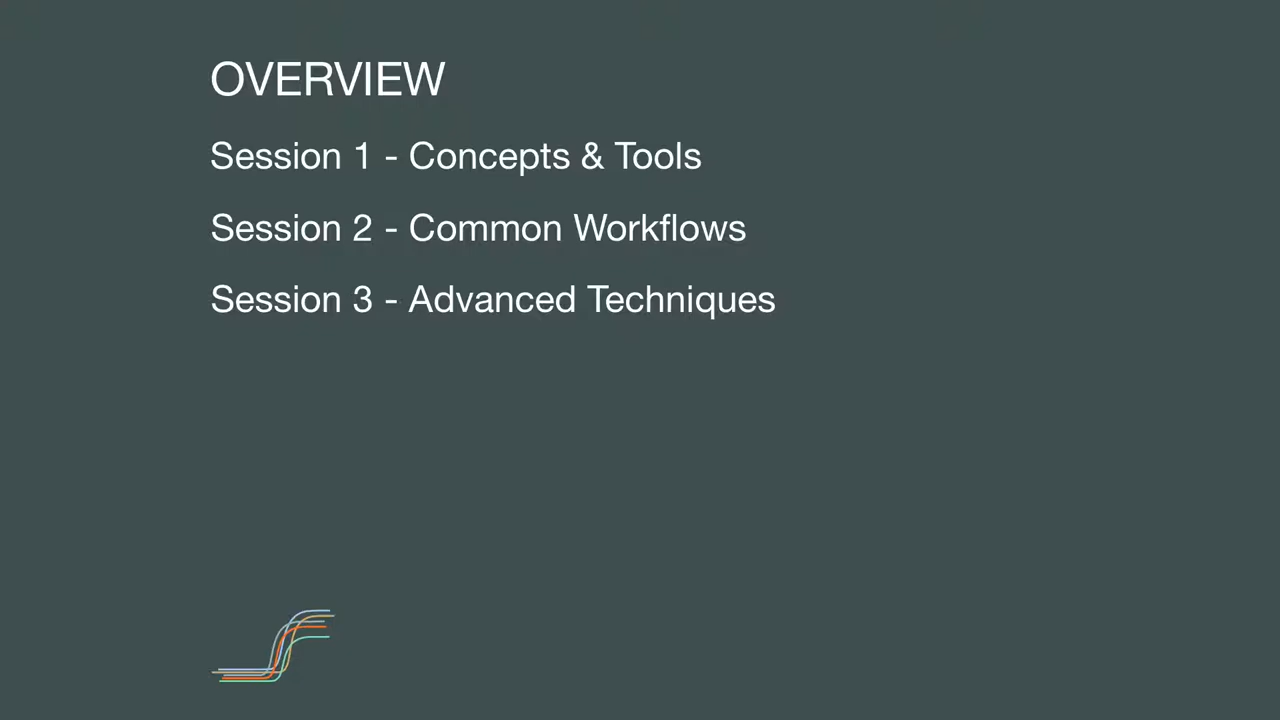 OVERVIEW
Session 1 - Concepts & Tools
Session 2 - Common Workflows
Session 3 - Advanced Techniques